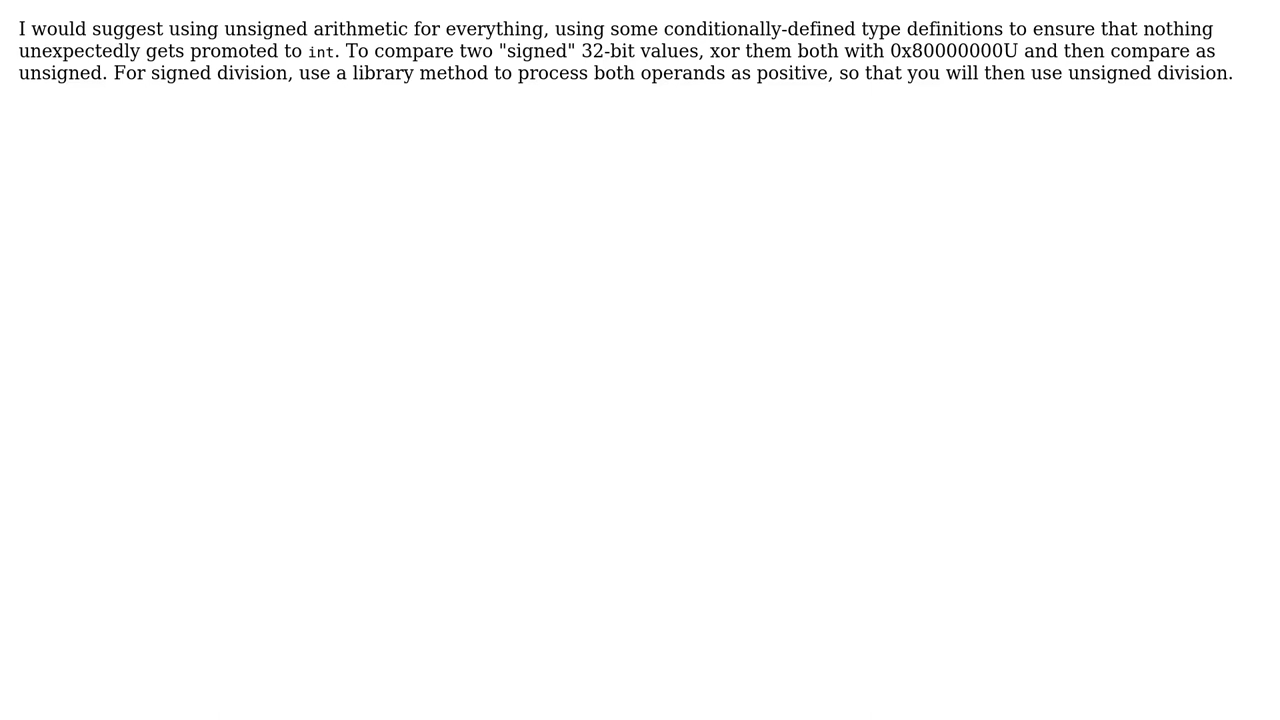 I would suggest using unsigned arithmetic for everything, using some conditionally-defined type definitions to ensure that nothing
unexpectedly gets promoted to int. To compare two "signed" 32-bit values, xor them both with 0x80000000U and then compare as
unsigned. For signed division, use a library method to process both operands as positive, so that you will then use unsigned division.